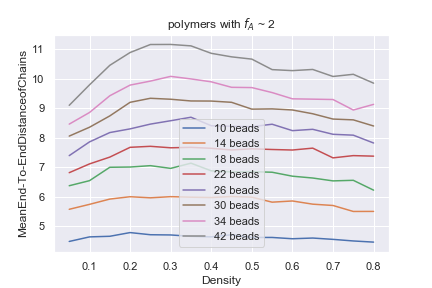 polymers with f_A ~ 2
MeanEnd-To-EndDistanceofChains
11
10
9
8
7
6
5
10 beads
14 beads
18 beads
22 beads
26 beads
30 beads
34 beads
42 beads
0.1 0.2 0.3 0.4 0.5 0.6 0.7 0.8
Density